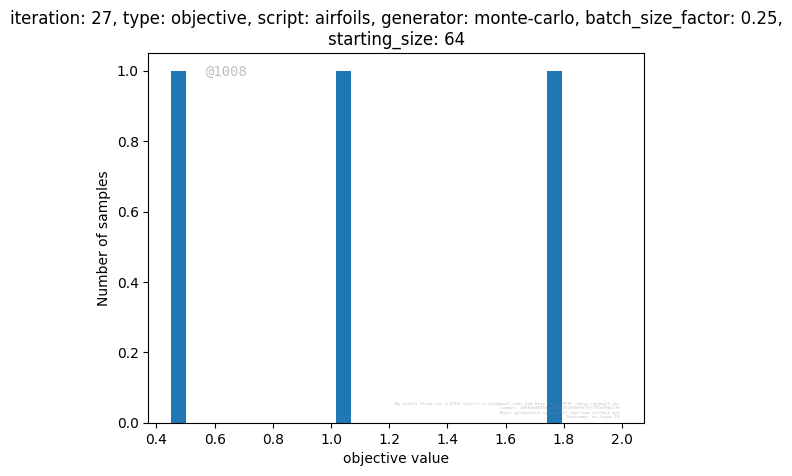 iteration: 27, type: objective, script: airfoils, generator: monte-carlo, batch_size_factor: 0.25,
starting_size: 64
@1008
1.0
0.8
0.6
0.4
0.2
0.0
Number of samples
0.4 0.6 0.8 1.0 1.2 1.4 1.6 1.8 2.0
objective value